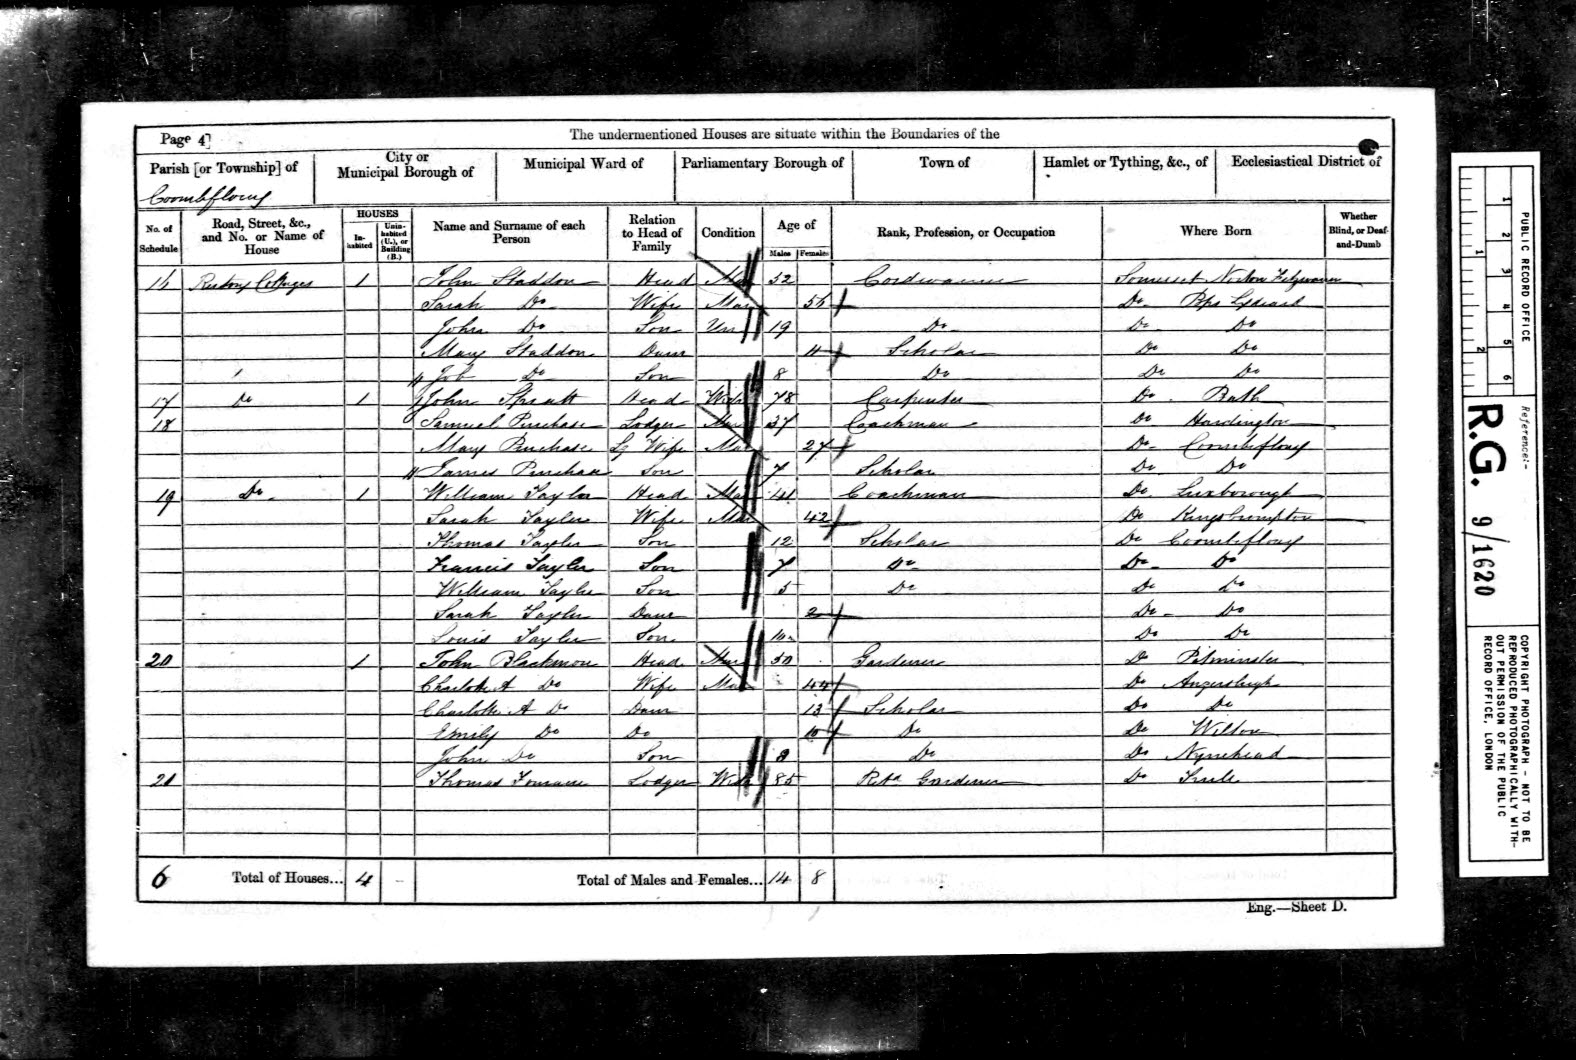 Page 4]
The undermentioned Houses are situate within the Boundaries of the
Parish [or Township] of
City or Municipal Borough of
Municipal Ward of
Parliamentary Borough of
Town of
Hamlet or Tything, &c., of
Ecclesiastical District of
Coombflorey
No. of Schedule
Road, Street, &c., and No. or Name of House
HOUSES
Inhabited
Uninhabited (U.), or Building (B.)
Name and Surname of each Person
Relation to Head of Family
Condition
Age of
Males
Females
Rank, Profession, or Occupation
Where Born
Whether Blind, or Deaf-and-Dumb
16 Cottages 1 John Staddon Head Mar 52 Cordwainer Somerset Norton Fitzwarren
Sarah Do Wife Mar 56 Do Bps Lydeard
John Do Son Un 19 Do Do Do
Mary Staddon Daur 11 Scholar Do Do
Job Do Son 8 Do Do Do
17 Do 1 John Spratt Head Widr 78 Carpenter Do Bath
18 Samuel Purchase Lodger Mar 37 Coachman Do Hardington
Mary Purchase Lg Wife Mar 27 Do Coombflorey
James Purchase Son 7 Scholar Do Do
19 Do 1 William Tayler Head Mar 41 Coachman Do Luxborough
Sarah Tayler Wife Mar 42 Do Kingsbrompton
Thomas Tayler Son 12 Scholar Do Coombeflorey
Francis Tayler Son 7 Do Do Do
William Tayler Son 5 Do Do Do
Sarah Tayler Daur 2 Do Do
Louis Tayler Son Do Do
20 1 John Blackmore Head Mar 50 Gardener Do Pitminster
Charlotte A Do Wife Mar 44 Do Angersleigh
Charlotte A Do Daur 13 Scholar Do Do
Emily Do Do 10 Do Do Wilton
John Do Son 8 Do Do Nynehead
21 Thomas Lodger Widr 85 Retd Gardener Do
6 Total of Houses... 4 - Total of Males and Females... 14 8
Eng.—Sheet D.
PUBLIC RECORD OFFICE
1 2 3 4 5 6
1 2
Reference:-
R.G. 9/1620
COPYRIGHT PHOTOGRAPH - NOT TO BE
REPRODUCED PHOTOGRAPHICALLY WITH-
OUT PERMISSION OF THE PUBLIC
RECORD OFFICE, LONDON